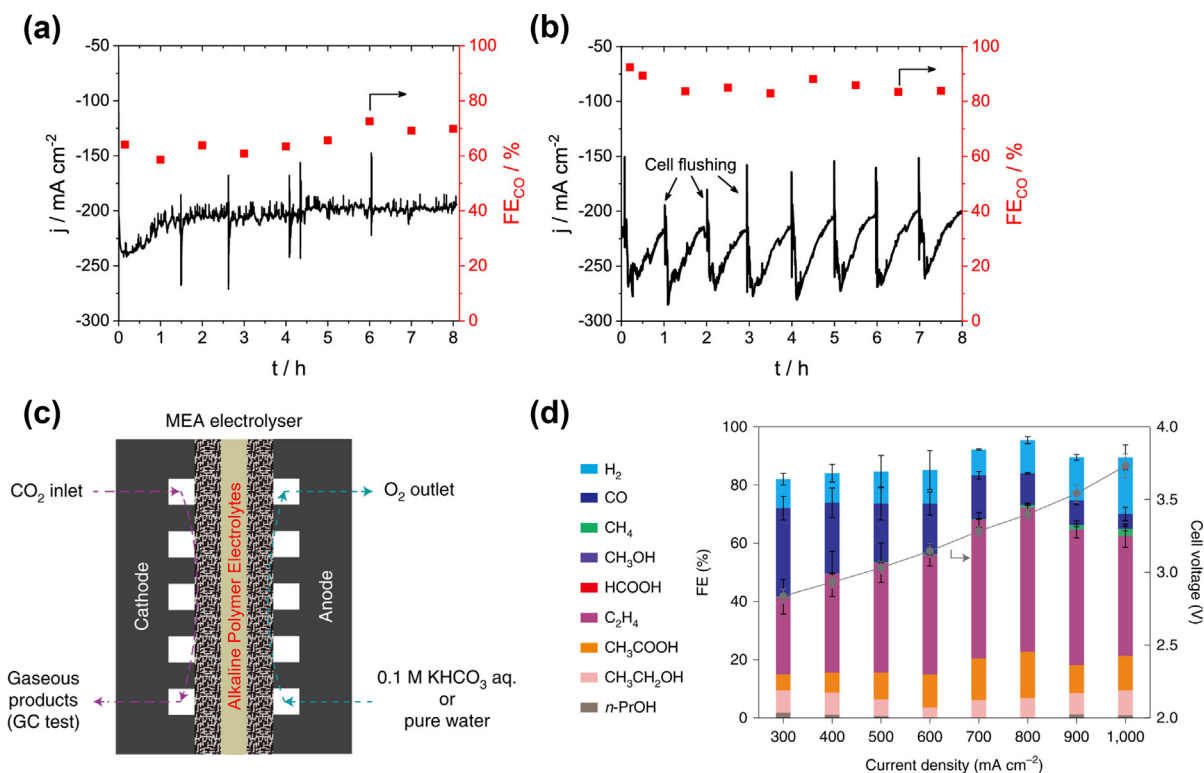 (a)
-50
-100
-150
-200
-250
-300
j / mA cm⁻²
0 1 2 3 4 5 6 7 8
t / h
100
80
60
40
20
0
FE_CO / %
(b)
-50
-100
-150
-200
-250
-300
j / mA cm⁻²
Cell flushing
0 1 2 3 4 5 6 7 8
t / h
100
80
60
40
20
0
FE_CO / %
(c)
MEA electrolyser
CO₂ inlet
O₂ outlet
Cathode
Alkaline Polymer Electrolytes
Anode
Gaseous
products
(GC test)
0.1 M KHCO₃ aq.
or
pure water
(d)
H₂
CO
CH₄
CH₃OH
HCOOH
C₂H₄
CH₃COOH
CH₃CH₂OH
n-PrOH
100
80
60
40
20
0
FE (%)
300 400 500 600 700 800 900 1,000
Current density (mA cm⁻²)
4.0
3.5
3.0
2.5
2.0
Cell voltage (V)